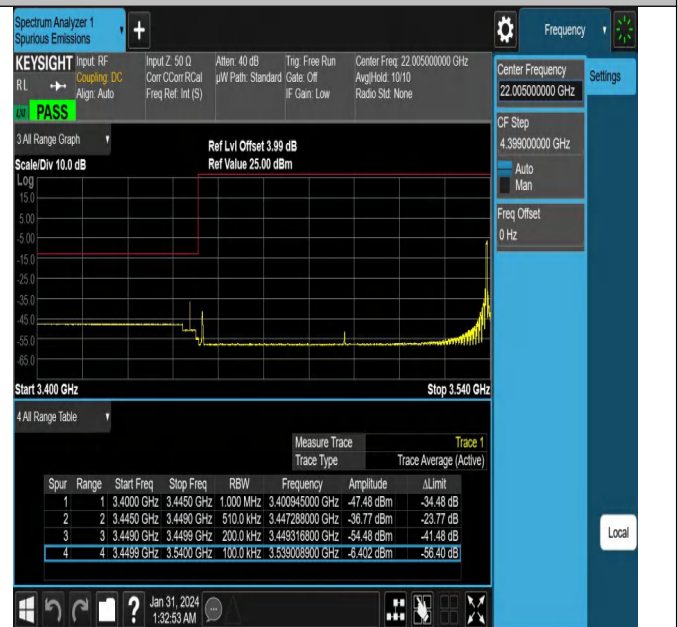 Spectrum Analyzer 1
Spurious Emissions
+
Frequency
KEYSIGHT Input: RF Input Z: 50 Ω Atten: 40 dB Trig: Free Run Center Freq: 22.005000000 GHz
RL Coupling: DC Corr CCorr RCal µW Path: Standard Gate: Off Avg|Hold: 10/10
Align: Auto Freq Ref: Int (S) IF Gain: Low Radio Std: None
LXI PASS
Center Frequency
22.005000000 GHz
Settings
CF Step
4.399000000 GHz
Auto
Man
Freq Offset
0 Hz
3 All Range Graph
Ref Lvl Offset 3.99 dB
Scale/Div 10.0 dB Ref Value 25.00 dBm
Log
15.0
5.00
-5.00
-15.0
-25.0
-35.0
-45.0
-55.0
-65.0
Start 3.400 GHz Stop 3.540 GHz
4 All Range Table
Measure Trace Trace 1
Trace Type Trace Average (Active)
Spur Range Start Freq Stop Freq RBW Frequency Amplitude ΔLimit
1 1 3.4000 GHz 3.4450 GHz 1.000 MHz 3.400945000 GHz -47.48 dBm -34.48 dB
2 2 3.4450 GHz 3.4490 GHz 510.0 kHz 3.447288000 GHz -36.77 dBm -23.77 dB
3 3 3.4490 GHz 3.4499 GHz 200.0 kHz 3.449316800 GHz -54.48 dBm -41.48 dB
4 4 3.4499 GHz 3.5400 GHz 100.0 kHz 3.539008900 GHz -6.402 dBm -56.40 dB
Local
?
Jan 31, 2024
1:32:53 AM